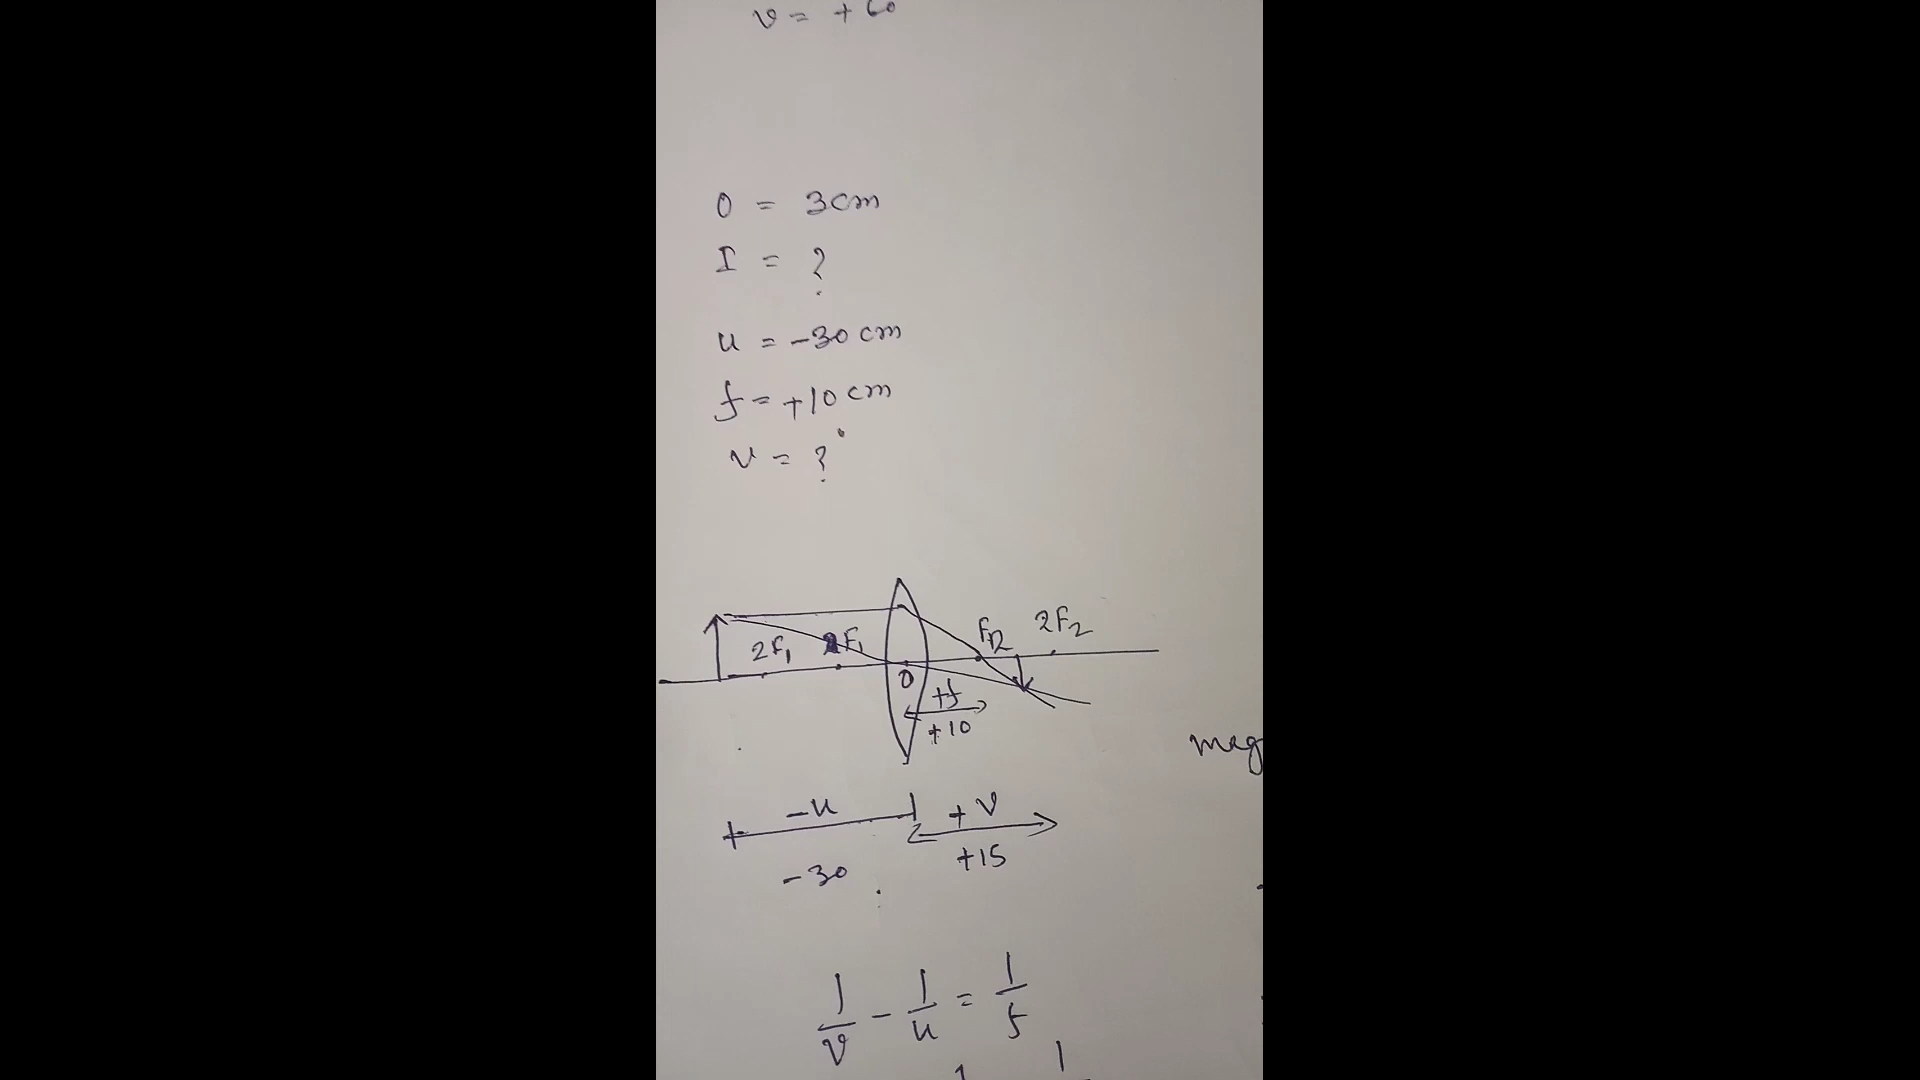 v = +60
O = 3cm
I = ?
u = -30 cm
f = +10 cm
v = ?
2F1 F1 F2 2F2
O
+f
+10
-u +v
-30 +15
1/v - 1/u = 1/f